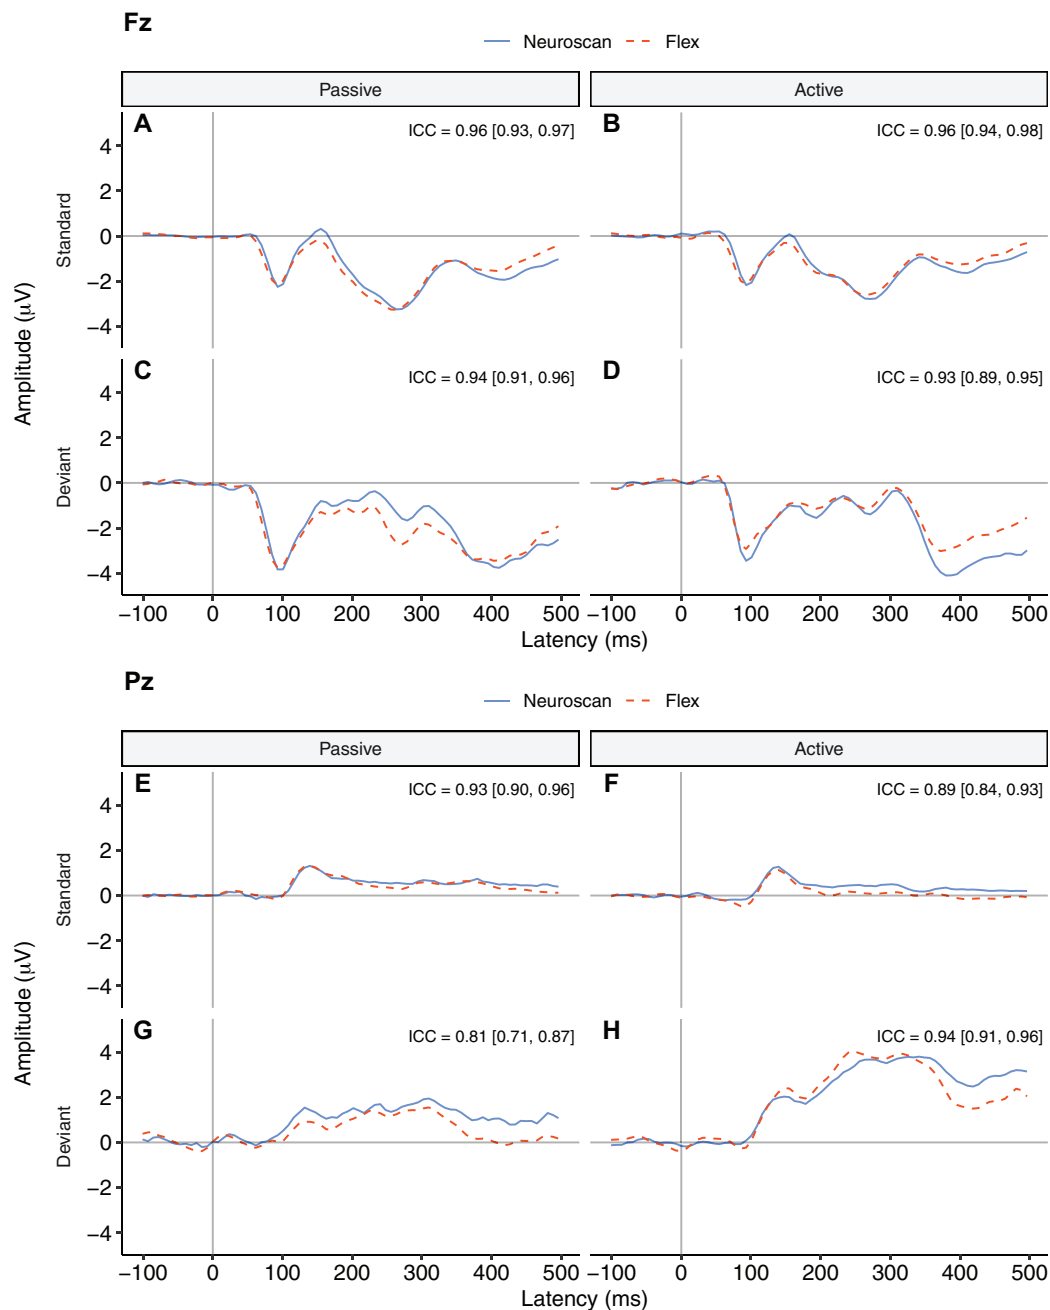 Fz
Neuroscan Flex
Passive Active
A ICC = 0.96 [0.93, 0.97] B ICC = 0.96 [0.94, 0.98]
4
2
0
−2
−4
Standard
C ICC = 0.94 [0.91, 0.96] D ICC = 0.93 [0.89, 0.95]
4
2
0
−2
−4
Deviant
Amplitude (μV)
−100 0 100 200 300 400 500 −100 0 100 200 300 400 500
Latency (ms)
Pz
Neuroscan Flex
Passive Active
E ICC = 0.93 [0.90, 0.96] F ICC = 0.89 [0.84, 0.93]
4
2
0
−2
−4
Standard
G ICC = 0.81 [0.71, 0.87] H ICC = 0.94 [0.91, 0.96]
4
2
0
−2
−4
Deviant
Amplitude (μV)
−100 0 100 200 300 400 500 −100 0 100 200 300 400 500
Latency (ms)